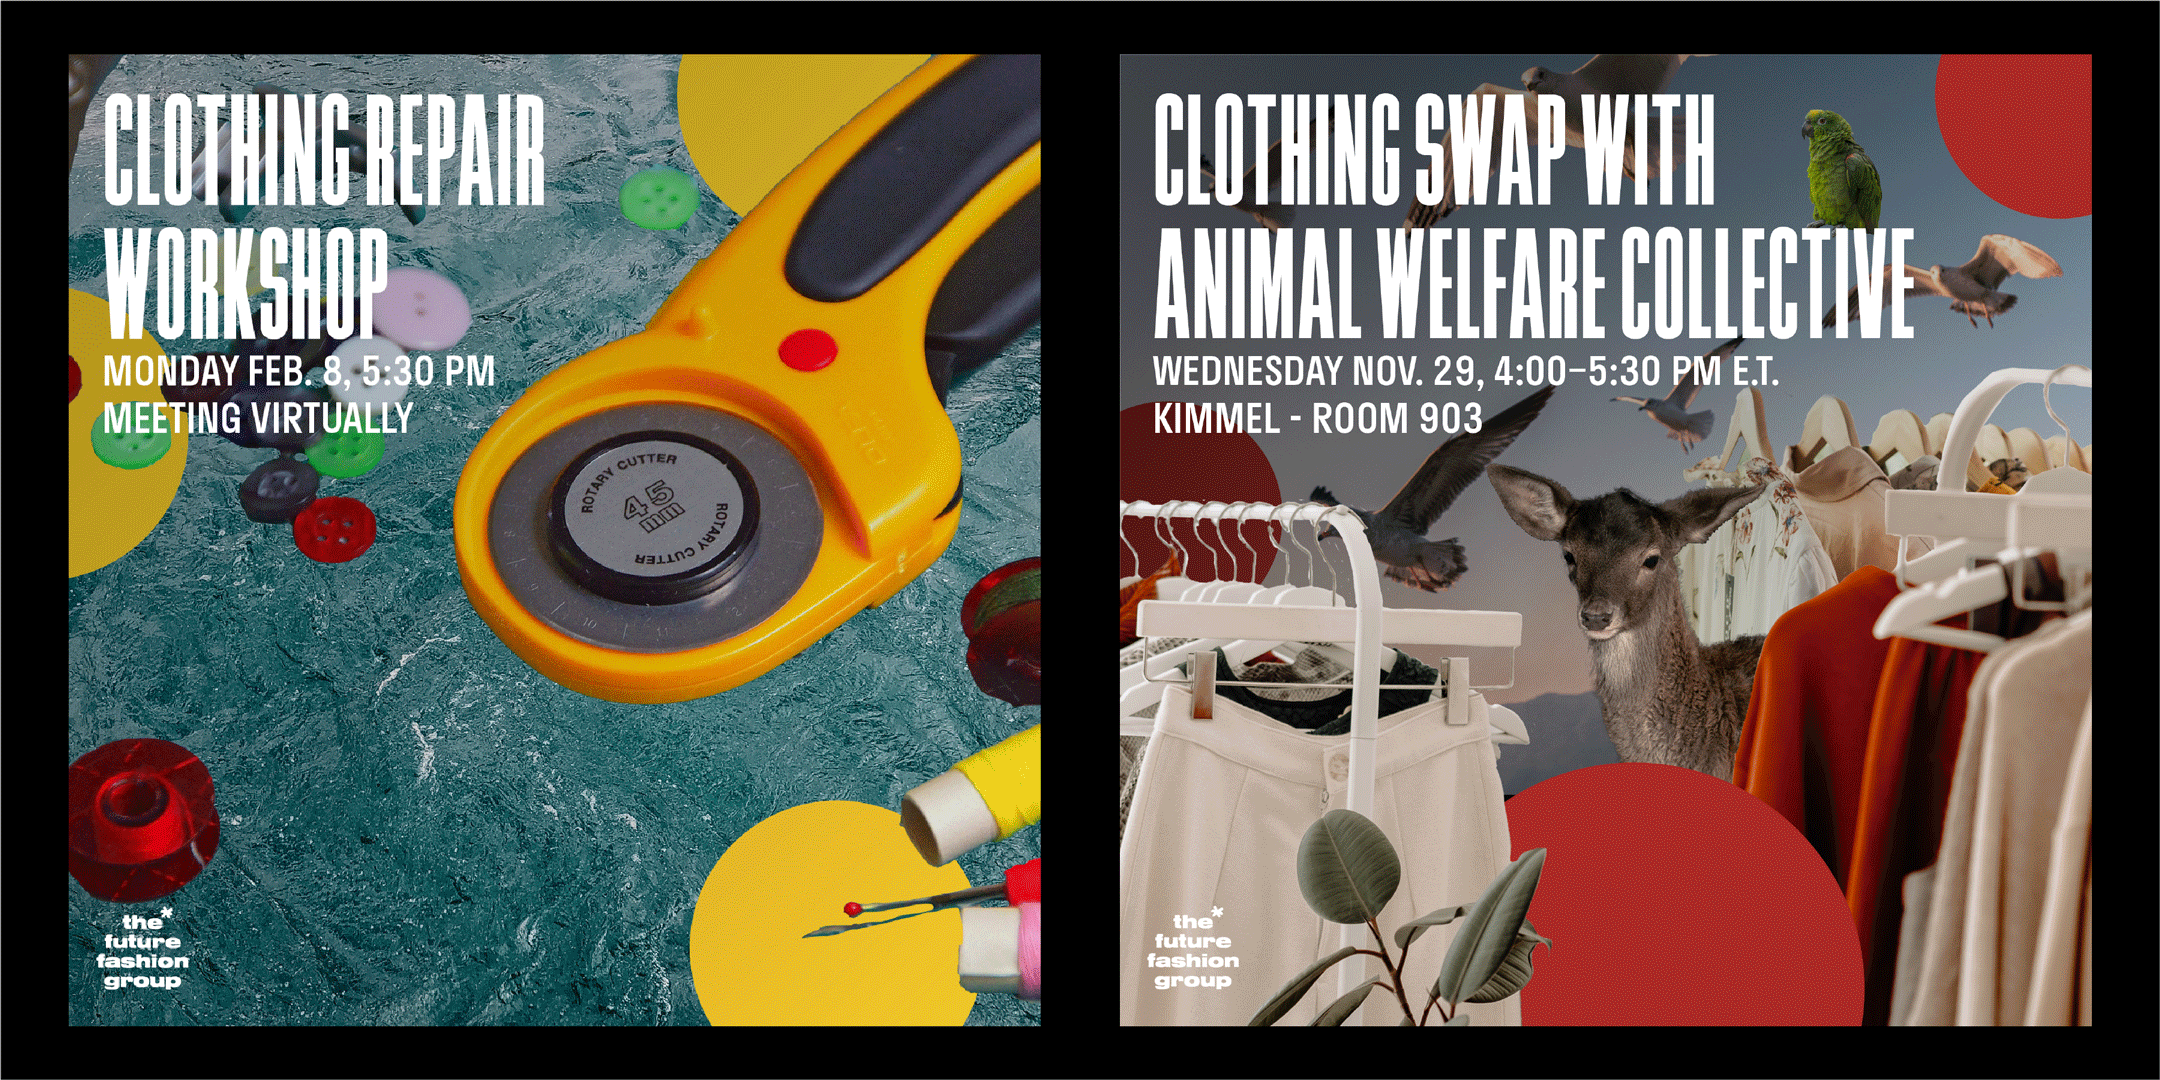 CLOTHING REPAIR
WORKSHOP
MONDAY FEB. 8, 5:30 PM
MEETING VIRTUALLY
ROTARY CUTTER
45
mm
ROTARY CUTTER
the*
future
fashion
group
CLOTHING SWAP WITH
ANIMAL WELFARE COLLECTIVE
WEDNESDAY NOV. 29, 4:00–5:30 PM E.T.
KIMMEL - ROOM 903
the*
future
fashion
group